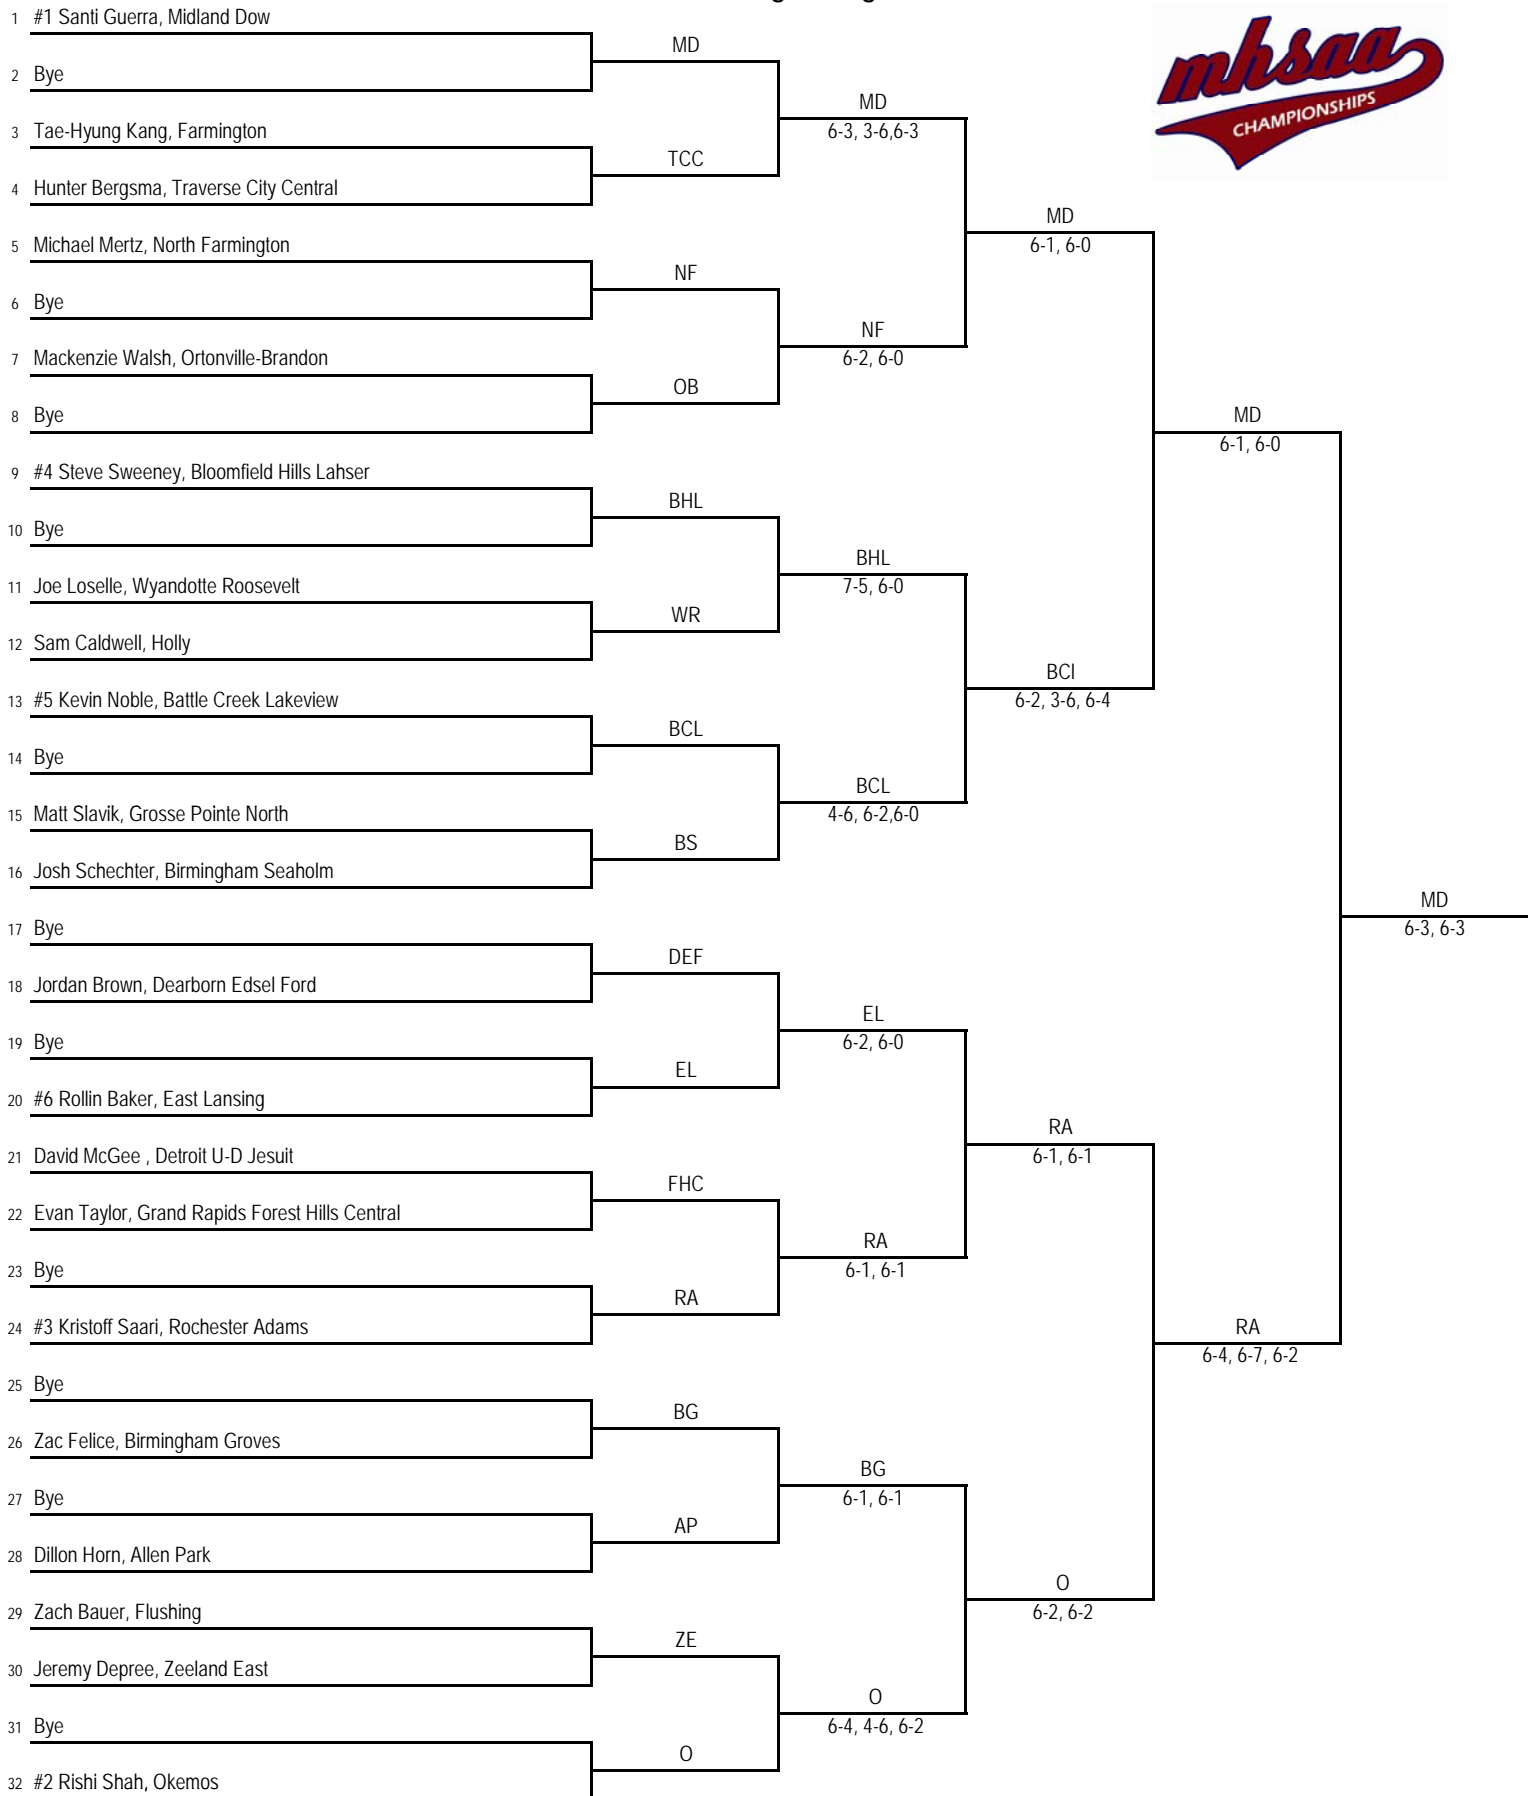 mhsaa
CHAMPIONSHIPS
1 #1 Santi Guerra, Midland Dow
MD
2 Bye
MD
6-3, 3-6,6-3
3 Tae-Hyung Kang, Farmington
TCC
4 Hunter Bergsma, Traverse City Central
MD
6-1, 6-0
5 Michael Mertz, North Farmington
NF
6 Bye
NF
6-2, 6-0
7 Mackenzie Walsh, Ortonville-Brandon
OB
8 Bye
MD
6-1, 6-0
9 #4 Steve Sweeney, Bloomfield Hills Lahser
BHL
10 Bye
BHL
7-5, 6-0
11 Joe Loselle, Wyandotte Roosevelt
WR
12 Sam Caldwell, Holly
BCl
6-2, 3-6, 6-4
13 #5 Kevin Noble, Battle Creek Lakeview
BCL
14 Bye
BCL
4-6, 6-2,6-0
15 Matt Slavik, Grosse Pointe North
BS
16 Josh Schechter, Birmingham Seaholm
MD
6-3, 6-3
17 Bye
DEF
18 Jordan Brown, Dearborn Edsel Ford
EL
6-2, 6-0
19 Bye
EL
20 #6 Rollin Baker, East Lansing
RA
6-1, 6-1
21 David McGee , Detroit U-D Jesuit
FHC
22 Evan Taylor, Grand Rapids Forest Hills Central
RA
6-1, 6-1
23 Bye
RA
24 #3 Kristoff Saari, Rochester Adams
RA
6-4, 6-7, 6-2
25 Bye
BG
26 Zac Felice, Birmingham Groves
BG
6-1, 6-1
27 Bye
AP
28 Dillon Horn, Allen Park
O
6-2, 6-2
29 Zach Bauer, Flushing
ZE
30 Jeremy Depree, Zeeland East
O
6-4, 4-6, 6-2
31 Bye
O
32 #2 Rishi Shah, Okemos